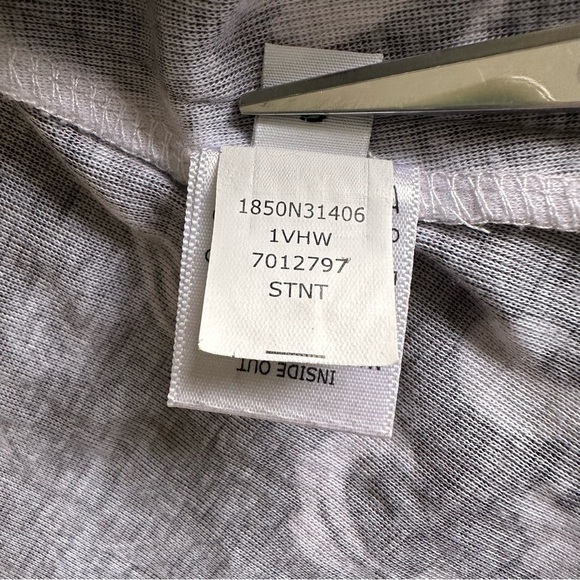 1850N31406
1VHW
7012797
STNT
INSIDE OUT